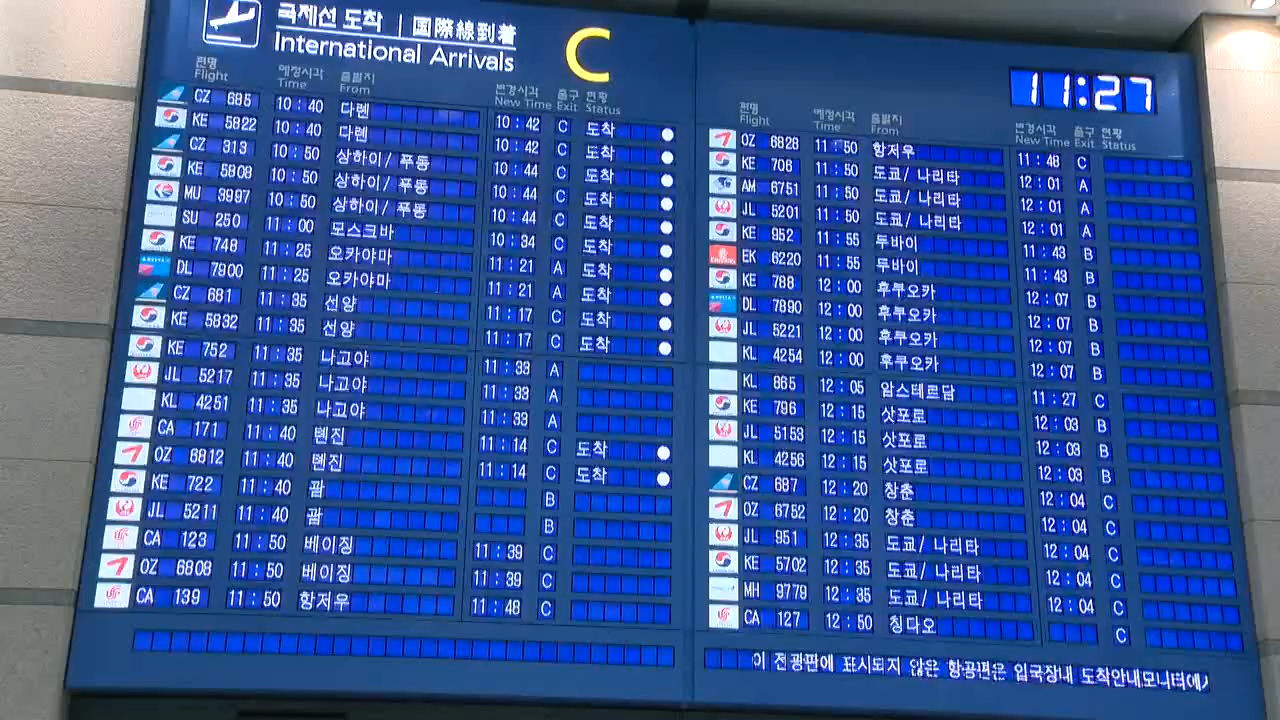 국제선 도착 | 国際線到着
International Arrivals
C
11:27
편명 예정시각 출발지 변경시각 출구 현황
Flight Time From New Time Exit Status
CZ 685 10:40 다롄 10:42 C 도착
KE 5822 10:40 다롄 10:42 C 도착
CZ 313 10:50 상하이/ 푸동 10:44 C 도착
KE 5808 10:50 상하이/ 푸동 10:44 C 도착
MU 3997 10:50 상하이/ 푸동 10:44 C 도착
SU 250 11:00 모스크바 10:34 C 도착
KE 748 11:25 오카야마 11:21 A 도착
DL 7900 11:25 오카야마 11:21 A 도착
CZ 681 11:35 선양 11:17 C 도착
KE 5832 11:35 선양 11:17 C 도착
KE 752 11:35 나고야 11:33 A
JL 5217 11:35 나고야 11:33 A
KL 4251 11:35 나고야 11:33 A
CA 171 11:40 톈진 11:14 C 도착
OZ 6812 11:40 톈진 11:14 C 도착
KE 722 11:40 괌 B
JL 5211 11:40 괌 B
CA 123 11:50 베이징 11:39 C
OZ 6808 11:50 베이징 11:39 C
CA 139 11:50 항저우 11:48 C
편명 예정시각 출발지 변경시각 출구 현황
Flight Time From New Time Exit Status
OZ 6828 11:50 항저우 11:48 C
KE 706 11:50 도쿄/ 나리타 12:01 A
AM 6751 11:50 도쿄/ 나리타 12:01 A
JL 5201 11:50 도쿄/ 나리타 12:01 A
KE 952 11:55 두바이 11:43 B
EK 6220 11:55 두바이 11:43 B
KE 788 12:00 후쿠오카 12:07 B
DL 7890 12:00 후쿠오카 12:07 B
JL 5221 12:00 후쿠오카 12:07 B
KL 4254 12:00 후쿠오카 12:07 B
KL 865 12:05 암스테르담 11:27 C
KE 796 12:15 삿포로 12:03 B
JL 5153 12:15 삿포로 12:03 B
KL 4256 12:15 삿포로 12:03 B
CZ 687 12:20 창춘 12:04 C
OZ 6752 12:20 창춘 12:04 C
JL 951 12:35 도쿄/ 나리타 12:04 C
KE 5702 12:35 도쿄/ 나리타 12:04 C
MH 9779 12:35 도쿄/ 나리타 12:04 C
CA 127 12:50 칭다오 C
이 전광판에 표시되지 않은 항공편은 입국장내 도착안내모니터에서